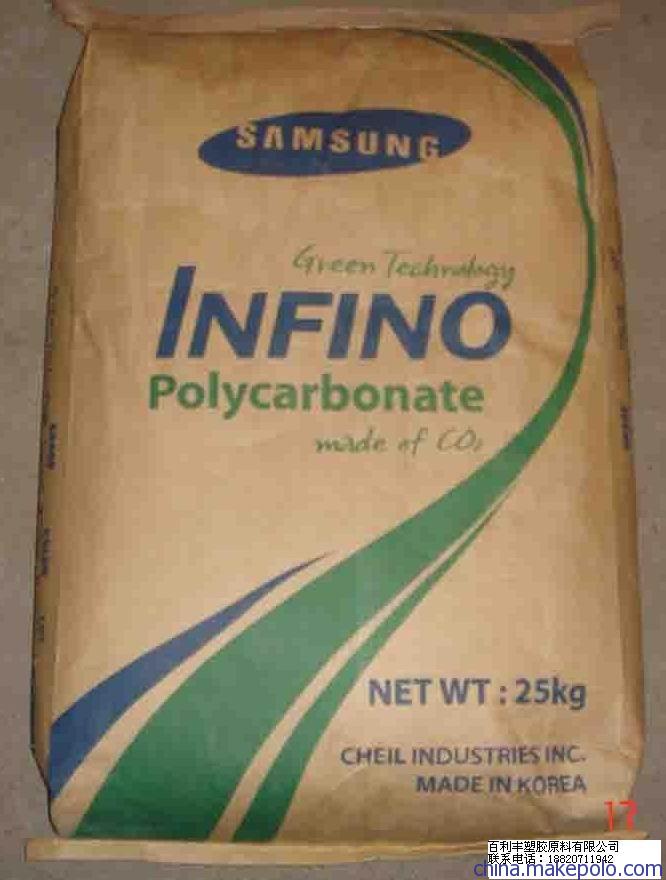 SAMSUNG
Green Technology
INFINO
Polycarbonate
made of CO₂
NET WT : 25kg
CHEIL INDUSTRIES INC.
MADE IN KOREA
17
百利丰塑胶原料有限公司
联系电话：18820711942
china.makepolo.com